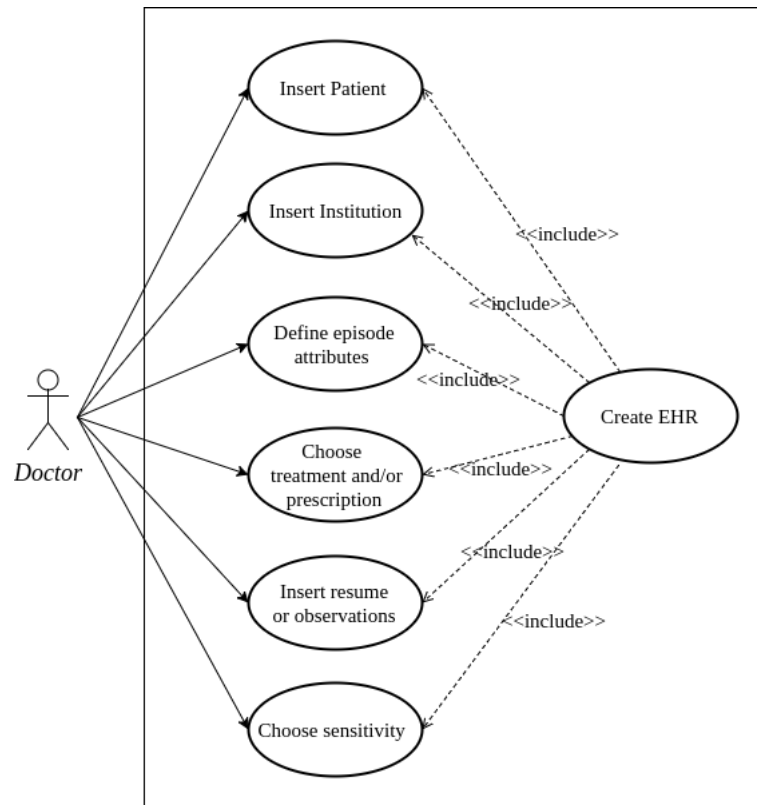 Insert Patient
Insert Institution
<<include>>
<<include>>
Define episode
attributes
<<include>>
Create EHR
Doctor
Choose
treatment and/or
prescription
<<include>>
<<include>>
Insert resume
or observations
<<include>>
Choose sensitivity